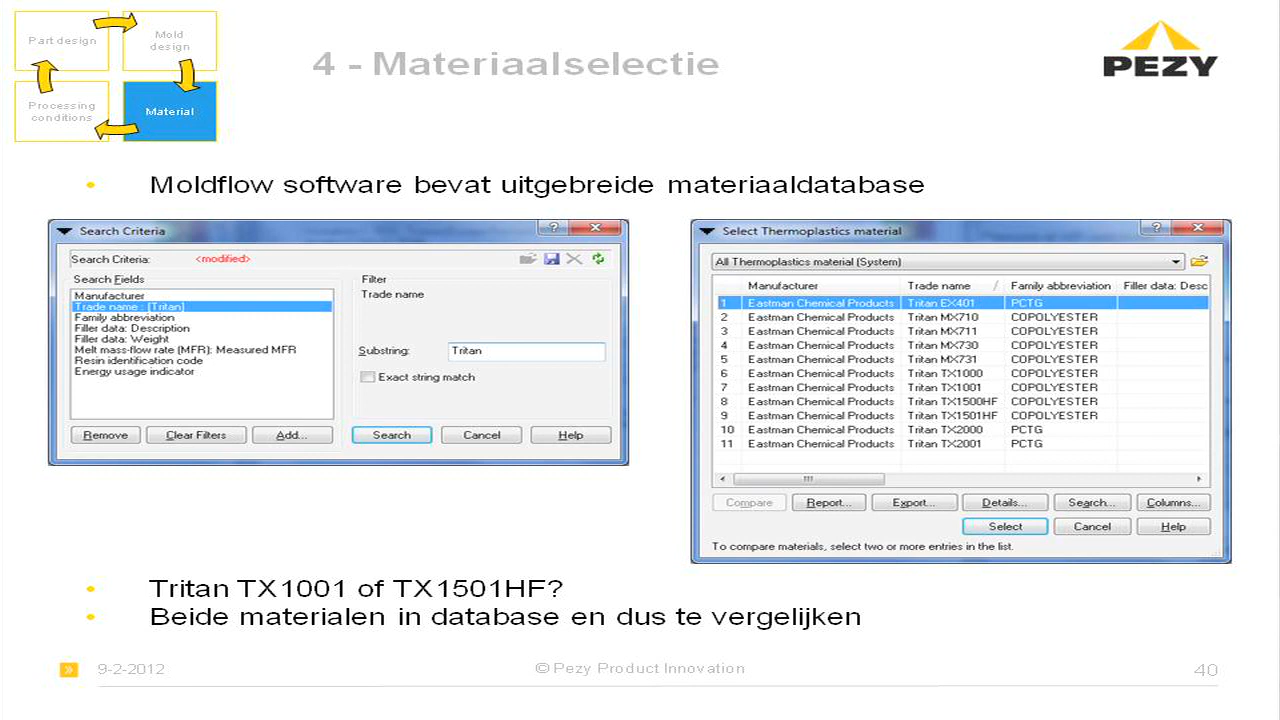 Part design
Mold
design
Processing
conditions
Material
4 - Materiaalselectie
PEZY
• Moldflow software bevat uitgebreide materiaaldatabase
Search Criteria
?
Search Criteria: <modified>
Search Fields
Manufacturer
Trade name : [Tritan]
Family abbreviation
Filler data: Description
Filler data: Weight
Melt mass-flow rate (MFR): Measured MFR
Resin identification code
Energy usage indicator
Filter
Trade name
Substring: Tritan
Exact string match
Remove Clear Filters Add... Search Cancel Help
Select Thermoplastics material
?
All Thermoplastics material (System)
Manufacturer Trade name / Family abbreviation Filler data: Desc
1 Eastman Chemical Products Tritan EX401 PCTG
2 Eastman Chemical Products Tritan MX710 COPOLYESTER
3 Eastman Chemical Products Tritan MX711 COPOLYESTER
4 Eastman Chemical Products Tritan MX730 COPOLYESTER
5 Eastman Chemical Products Tritan MX731 COPOLYESTER
6 Eastman Chemical Products Tritan TX1000 COPOLYESTER
7 Eastman Chemical Products Tritan TX1001 COPOLYESTER
8 Eastman Chemical Products Tritan TX1500HF COPOLYESTER
9 Eastman Chemical Products Tritan TX1501HF COPOLYESTER
10 Eastman Chemical Products Tritan TX2000 PCTG
11 Eastman Chemical Products Tritan TX2001 PCTG
Compare Report... Export... Details... Search... Columns...
Select Cancel Help
To compare materials, select two or more entries in the list.
• Tritan TX1001 of TX1501HF?
• Beide materialen in database en dus te vergelijken
» 9-2-2012 © Pezy Product Innovation 40